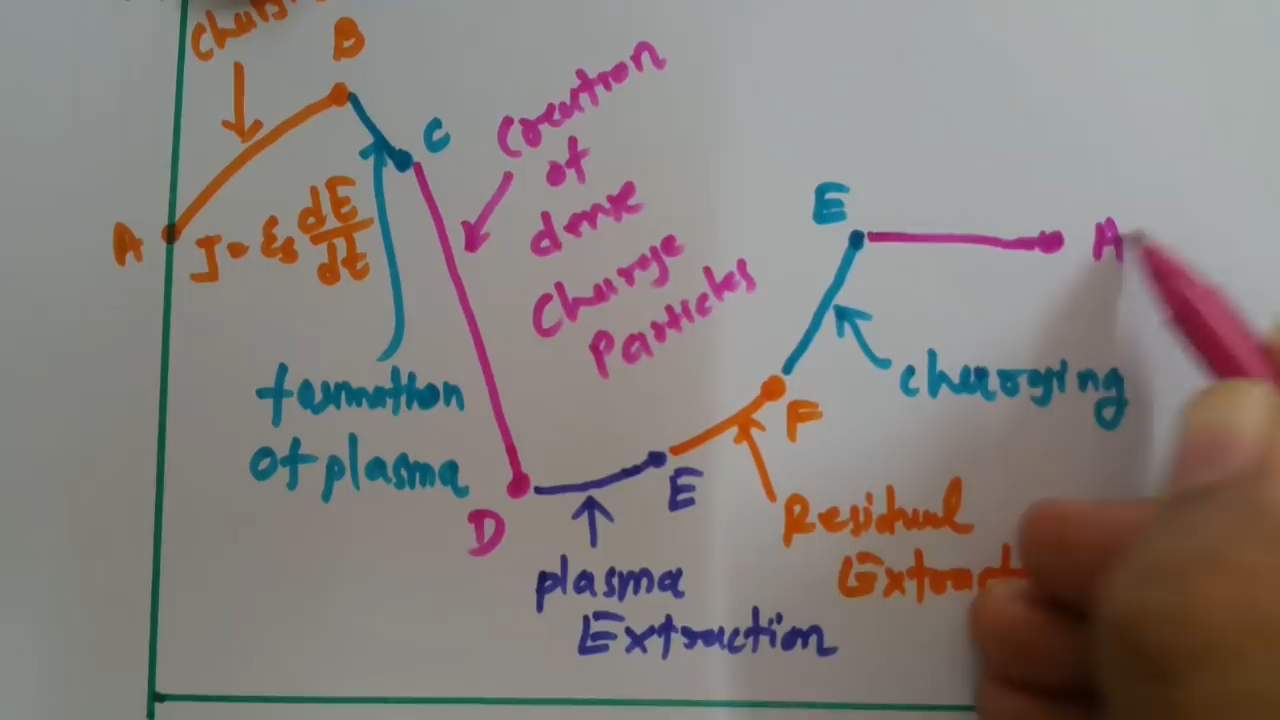 B
C
A
J = εs dE/dt
Creation
of
dense
Charge
Particles
formation
of plasma
D
plasma
Extraction
E
F
Residual
E
charging
A